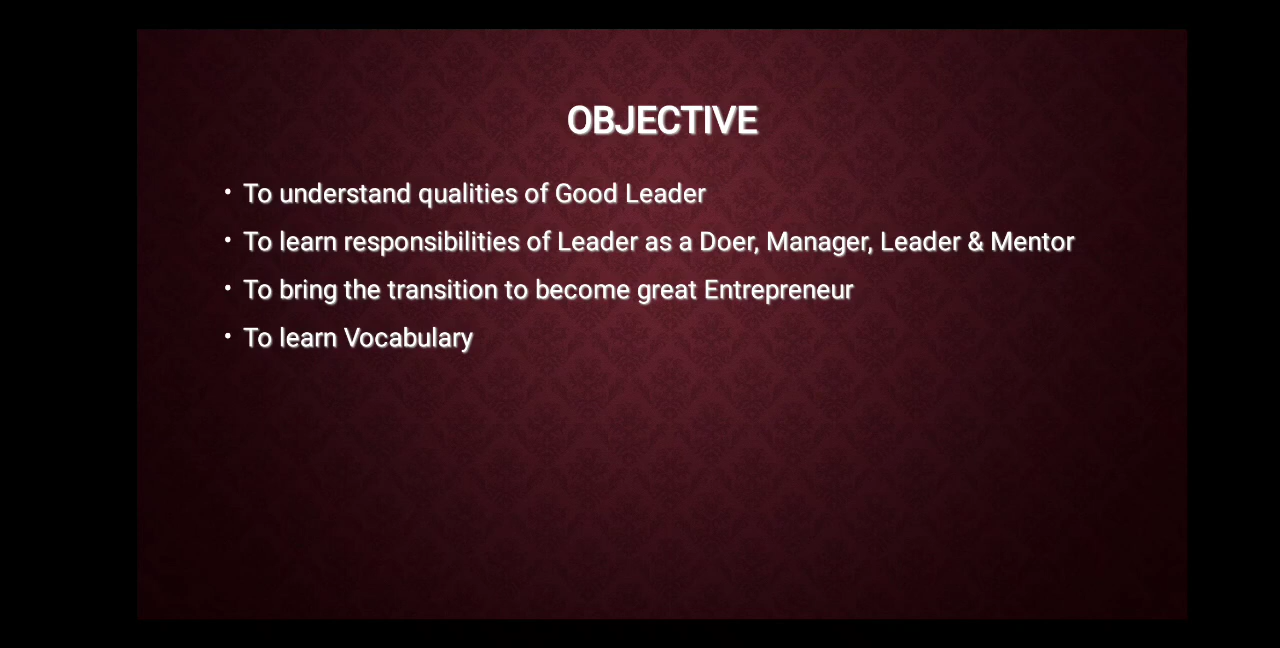 OBJECTIVE
• To understand qualities of Good Leader
• To learn responsibilities of Leader as a Doer, Manager, Leader & Mentor
• To bring the transition to become great Entrepreneur
• To learn Vocabulary